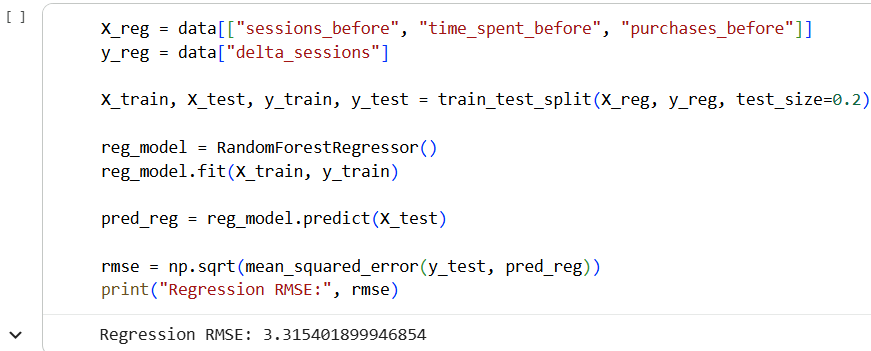 [ ]
X_reg = data[["sessions_before", "time_spent_before", "purchases_before"]]
y_reg = data["delta_sessions"]
X_train, X_test, y_train, y_test = train_test_split(X_reg, y_reg, test_size=0.2)
reg_model = RandomForestRegressor()
reg_model.fit(X_train, y_train)
pred_reg = reg_model.predict(X_test)
rmse = np.sqrt(mean_squared_error(y_test, pred_reg))
print("Regression RMSE:", rmse)
Regression RMSE: 3.315401899946854